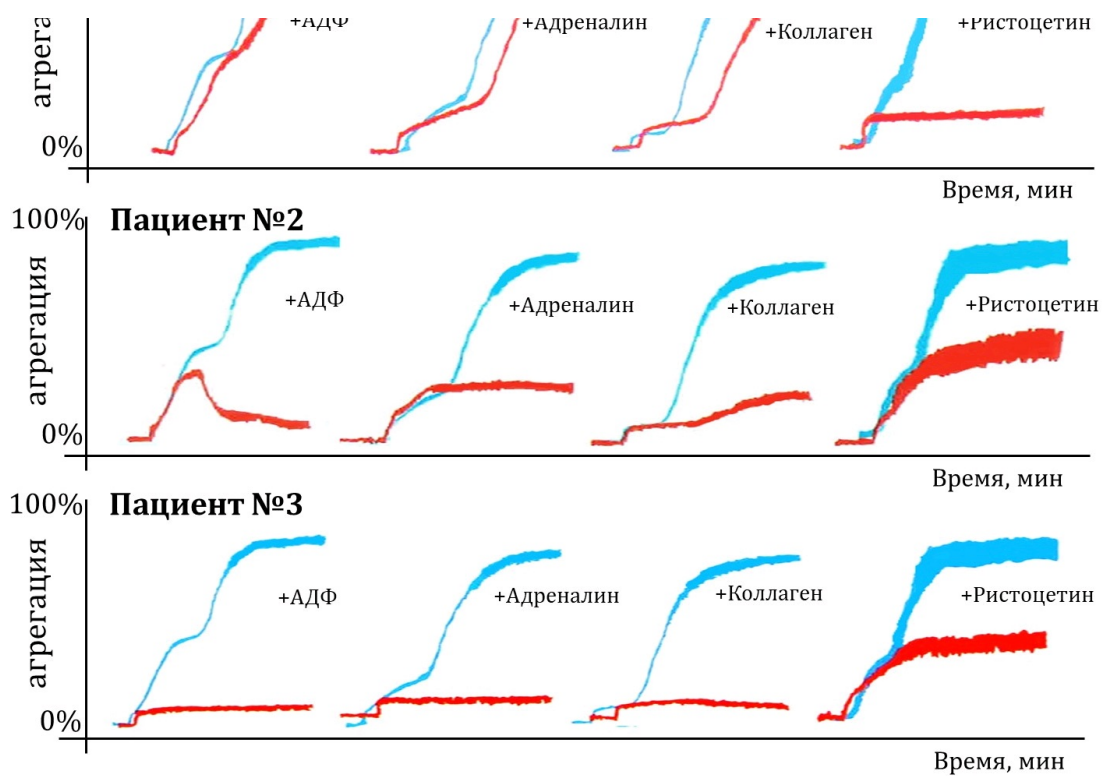 +АДФ
+Адреналин
+Коллаген
+Ристоцетин
агрега
0%
Время, мин
100%
Пациент №2
агрегация
+АДФ
+Адреналин
+Коллаген
+Ристоцетин
0%
Время, мин
100%
Пациент №3
агрегация
+АДФ
+Адреналин
+Коллаген
+Ристоцетин
0%
Время, мин